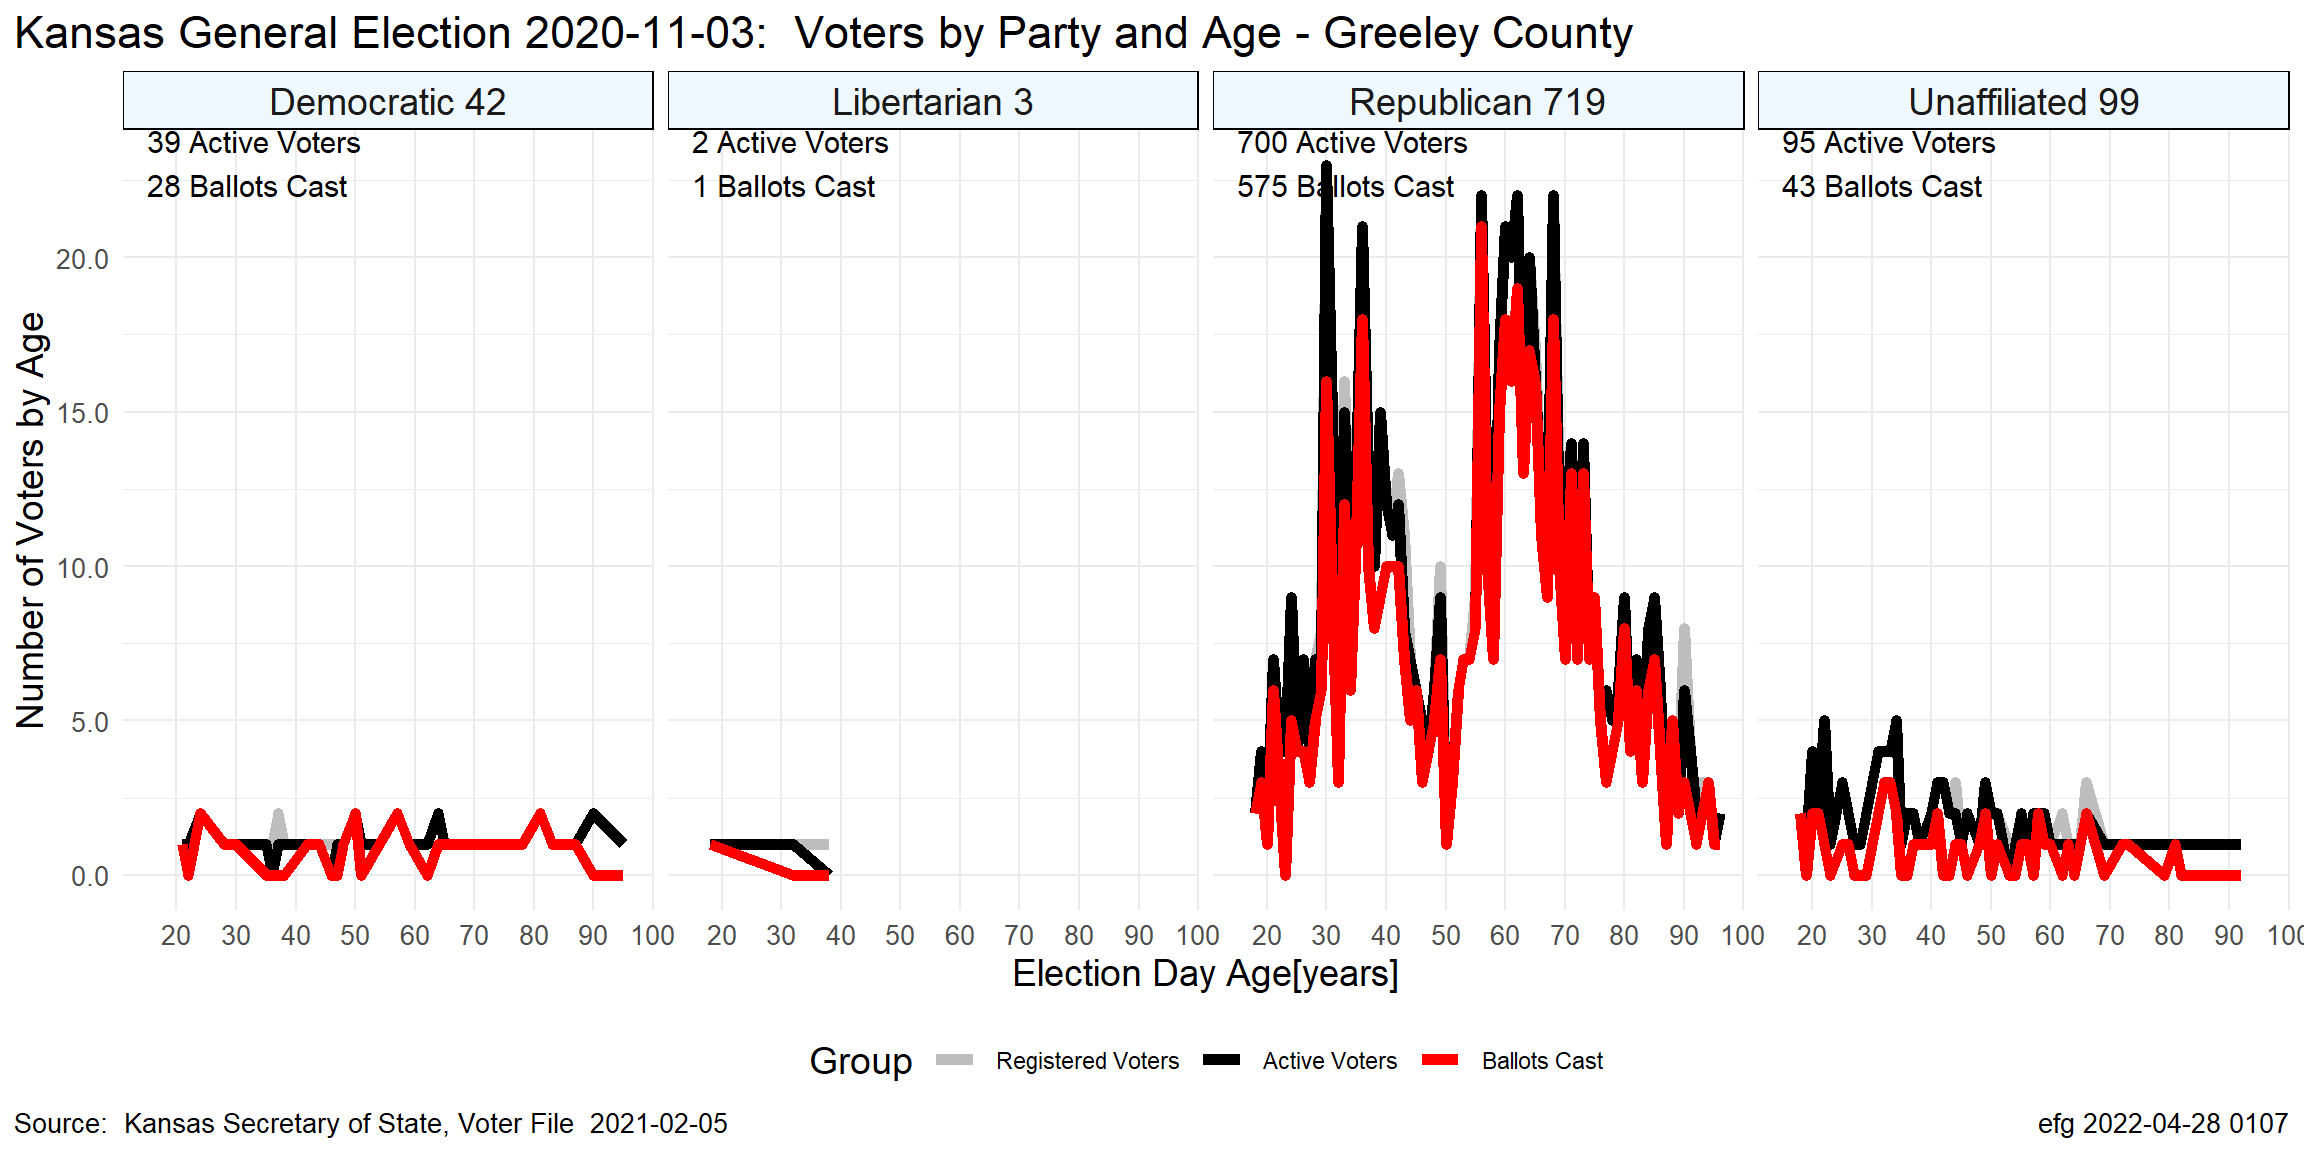 Kansas General Election 2020-11-03:  Voters by Party and Age - Greeley County
Democratic 42
Libertarian 3
Republican 719
Unaffiliated 99
39 Active Voters
28 Ballots Cast
2 Active Voters
1 Ballots Cast
700 Active Voters
575 Ballots Cast
95 Active Voters
43 Ballots Cast
Number of Voters by Age
20.0
15.0
10.0
5.0
0.0
20 30 40 50 60 70 80 90 100
20 30 40 50 60 70 80 90 100
20 30 40 50 60 70 80 90 100
20 30 40 50 60 70 80 90 100
Election Day Age[years]
Group Registered Voters Active Voters Ballots Cast
Source:  Kansas Secretary of State, Voter File  2021-02-05
efg 2022-04-28 0107